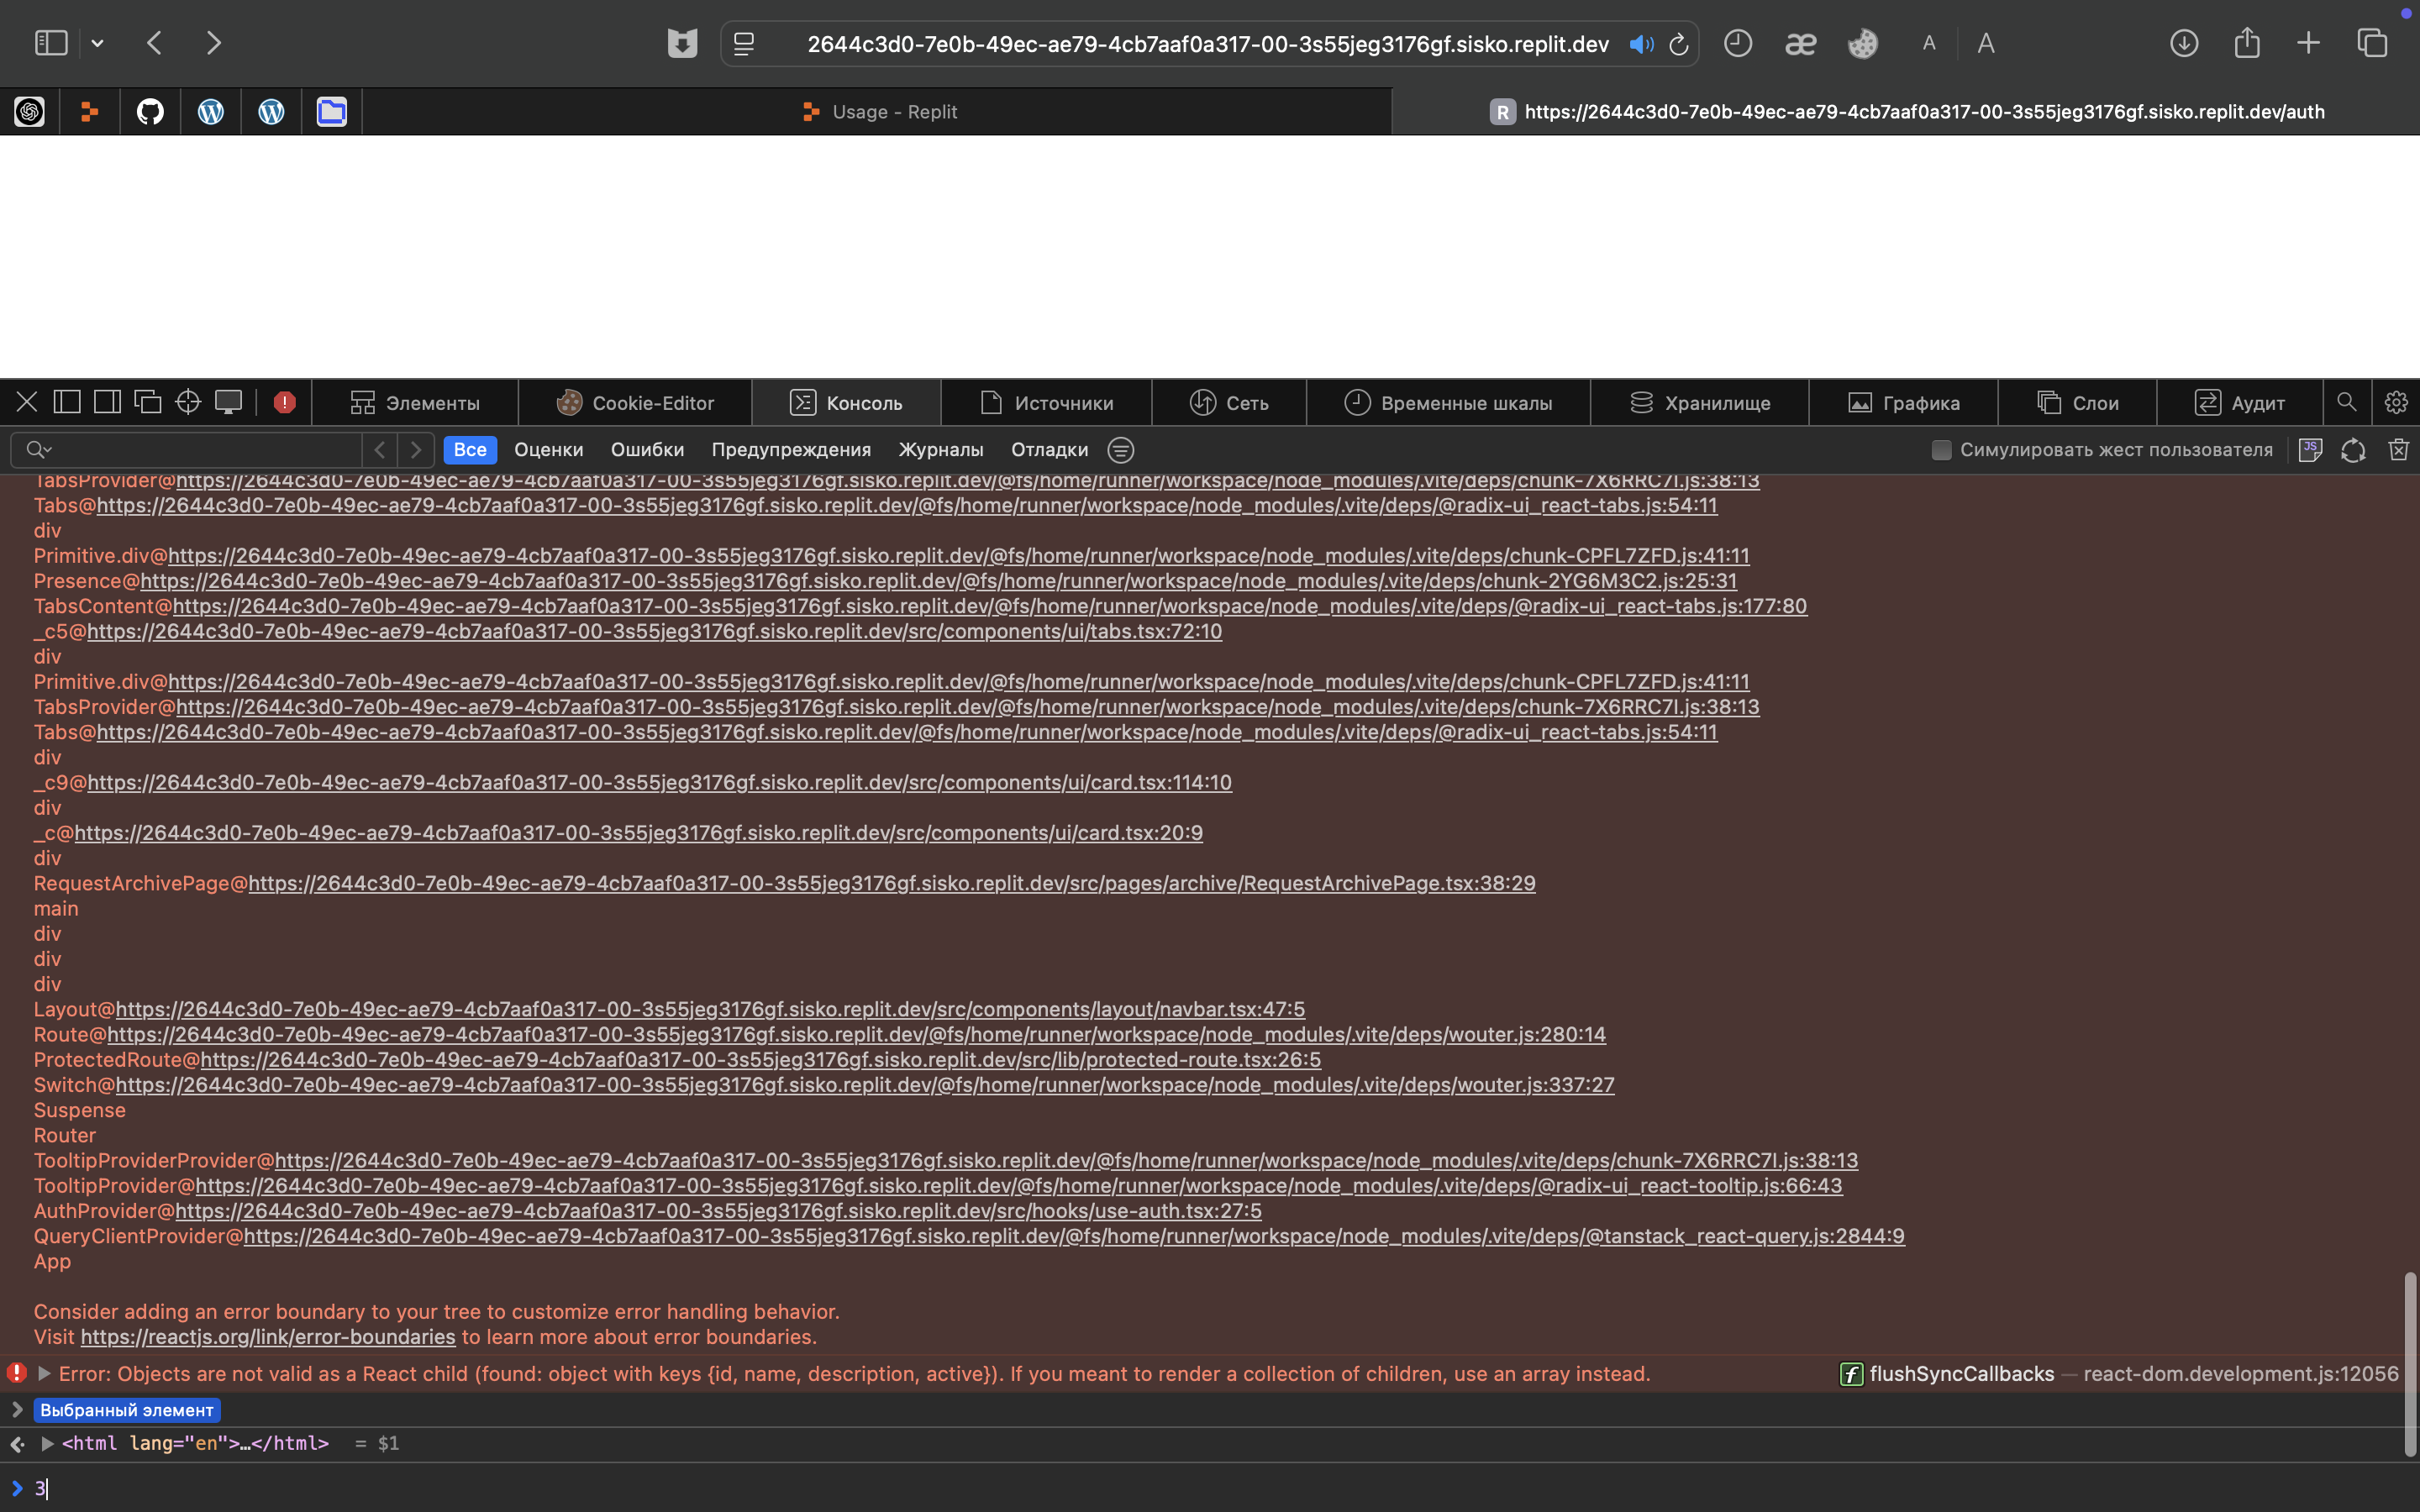 2644c3d0-7e0b-49ec-ae79-4cb7aaf0a317-00-3s55jeg3176gf.sisko.replit.dev
æ
A
A
Usage - Replit
R https://2644c3d0-7e0b-49ec-ae79-4cb7aaf0a317-00-3s55jeg3176gf.sisko.replit.dev/auth
Элементы
Cookie-Editor
Консоль
Источники
Сеть
Временные шкалы
Хранилище
Графика
Слои
Аудит
Все Оценки Ошибки Предупреждения Журналы Отладки
Симулировать жест пользователя
JS
TabsProvider@https://2644c3d0-7e0b-49ec-ae79-4cb7aaf0a317-00-3s55jeg3176gf.sisko.replit.dev/@fs/home/runner/workspace/node_modules/.vite/deps/chunk-7X6RRC7I.js:38:13
Tabs@https://2644c3d0-7e0b-49ec-ae79-4cb7aaf0a317-00-3s55jeg3176gf.sisko.replit.dev/@fs/home/runner/workspace/node_modules/.vite/deps/@radix-ui_react-tabs.js:54:11
div
Primitive.div@https://2644c3d0-7e0b-49ec-ae79-4cb7aaf0a317-00-3s55jeg3176gf.sisko.replit.dev/@fs/home/runner/workspace/node_modules/.vite/deps/chunk-CPFL7ZFD.js:41:11
Presence@https://2644c3d0-7e0b-49ec-ae79-4cb7aaf0a317-00-3s55jeg3176gf.sisko.replit.dev/@fs/home/runner/workspace/node_modules/.vite/deps/chunk-2YG6M3C2.js:25:31
TabsContent@https://2644c3d0-7e0b-49ec-ae79-4cb7aaf0a317-00-3s55jeg3176gf.sisko.replit.dev/@fs/home/runner/workspace/node_modules/.vite/deps/@radix-ui_react-tabs.js:177:80
_c5@https://2644c3d0-7e0b-49ec-ae79-4cb7aaf0a317-00-3s55jeg3176gf.sisko.replit.dev/src/components/ui/tabs.tsx:72:10
div
Primitive.div@https://2644c3d0-7e0b-49ec-ae79-4cb7aaf0a317-00-3s55jeg3176gf.sisko.replit.dev/@fs/home/runner/workspace/node_modules/.vite/deps/chunk-CPFL7ZFD.js:41:11
TabsProvider@https://2644c3d0-7e0b-49ec-ae79-4cb7aaf0a317-00-3s55jeg3176gf.sisko.replit.dev/@fs/home/runner/workspace/node_modules/.vite/deps/chunk-7X6RRC7I.js:38:13
Tabs@https://2644c3d0-7e0b-49ec-ae79-4cb7aaf0a317-00-3s55jeg3176gf.sisko.replit.dev/@fs/home/runner/workspace/node_modules/.vite/deps/@radix-ui_react-tabs.js:54:11
div
_c9@https://2644c3d0-7e0b-49ec-ae79-4cb7aaf0a317-00-3s55jeg3176gf.sisko.replit.dev/src/components/ui/card.tsx:114:10
div
_c@https://2644c3d0-7e0b-49ec-ae79-4cb7aaf0a317-00-3s55jeg3176gf.sisko.replit.dev/src/components/ui/card.tsx:20:9
div
RequestArchivePage@https://2644c3d0-7e0b-49ec-ae79-4cb7aaf0a317-00-3s55jeg3176gf.sisko.replit.dev/src/pages/archive/RequestArchivePage.tsx:38:29
main
div
div
div
Layout@https://2644c3d0-7e0b-49ec-ae79-4cb7aaf0a317-00-3s55jeg3176gf.sisko.replit.dev/src/components/layout/navbar.tsx:47:5
Route@https://2644c3d0-7e0b-49ec-ae79-4cb7aaf0a317-00-3s55jeg3176gf.sisko.replit.dev/@fs/home/runner/workspace/node_modules/.vite/deps/wouter.js:280:14
ProtectedRoute@https://2644c3d0-7e0b-49ec-ae79-4cb7aaf0a317-00-3s55jeg3176gf.sisko.replit.dev/src/lib/protected-route.tsx:26:5
Switch@https://2644c3d0-7e0b-49ec-ae79-4cb7aaf0a317-00-3s55jeg3176gf.sisko.replit.dev/@fs/home/runner/workspace/node_modules/.vite/deps/wouter.js:337:27
Suspense
Router
TooltipProviderProvider@https://2644c3d0-7e0b-49ec-ae79-4cb7aaf0a317-00-3s55jeg3176gf.sisko.replit.dev/@fs/home/runner/workspace/node_modules/.vite/deps/chunk-7X6RRC7I.js:38:13
TooltipProvider@https://2644c3d0-7e0b-49ec-ae79-4cb7aaf0a317-00-3s55jeg3176gf.sisko.replit.dev/@fs/home/runner/workspace/node_modules/.vite/deps/@radix-ui_react-tooltip.js:66:43
AuthProvider@https://2644c3d0-7e0b-49ec-ae79-4cb7aaf0a317-00-3s55jeg3176gf.sisko.replit.dev/src/hooks/use-auth.tsx:27:5
QueryClientProvider@https://2644c3d0-7e0b-49ec-ae79-4cb7aaf0a317-00-3s55jeg3176gf.sisko.replit.dev/@fs/home/runner/workspace/node_modules/.vite/deps/@tanstack_react-query.js:2844:9
App
Consider adding an error boundary to your tree to customize error handling behavior.
Visit https://reactjs.org/link/error-boundaries to learn more about error boundaries.
Error: Objects are not valid as a React child (found: object with keys {id, name, description, active}). If you meant to render a collection of children, use an array instead.
f flushSyncCallbacks — react-dom.development.js:12056
Выбранный элемент
<html lang="en">…</html> = $1
3